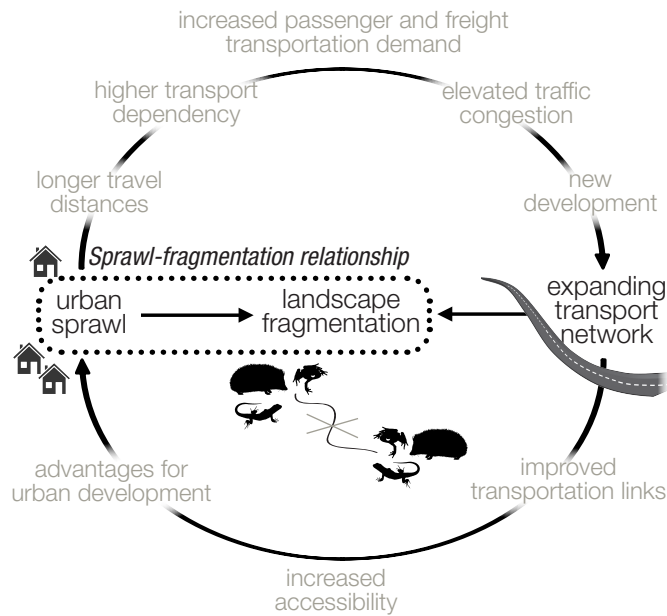 increased passenger and freight
transportation demand
higher transport
dependency
elevated traffic
congestion
longer travel
distances
new
development
Sprawl-fragmentation relationship
urban
sprawl
landscape
fragmentation
expanding
transport
network
advantages for
urban development
improved
transportation links
increased
accessibility